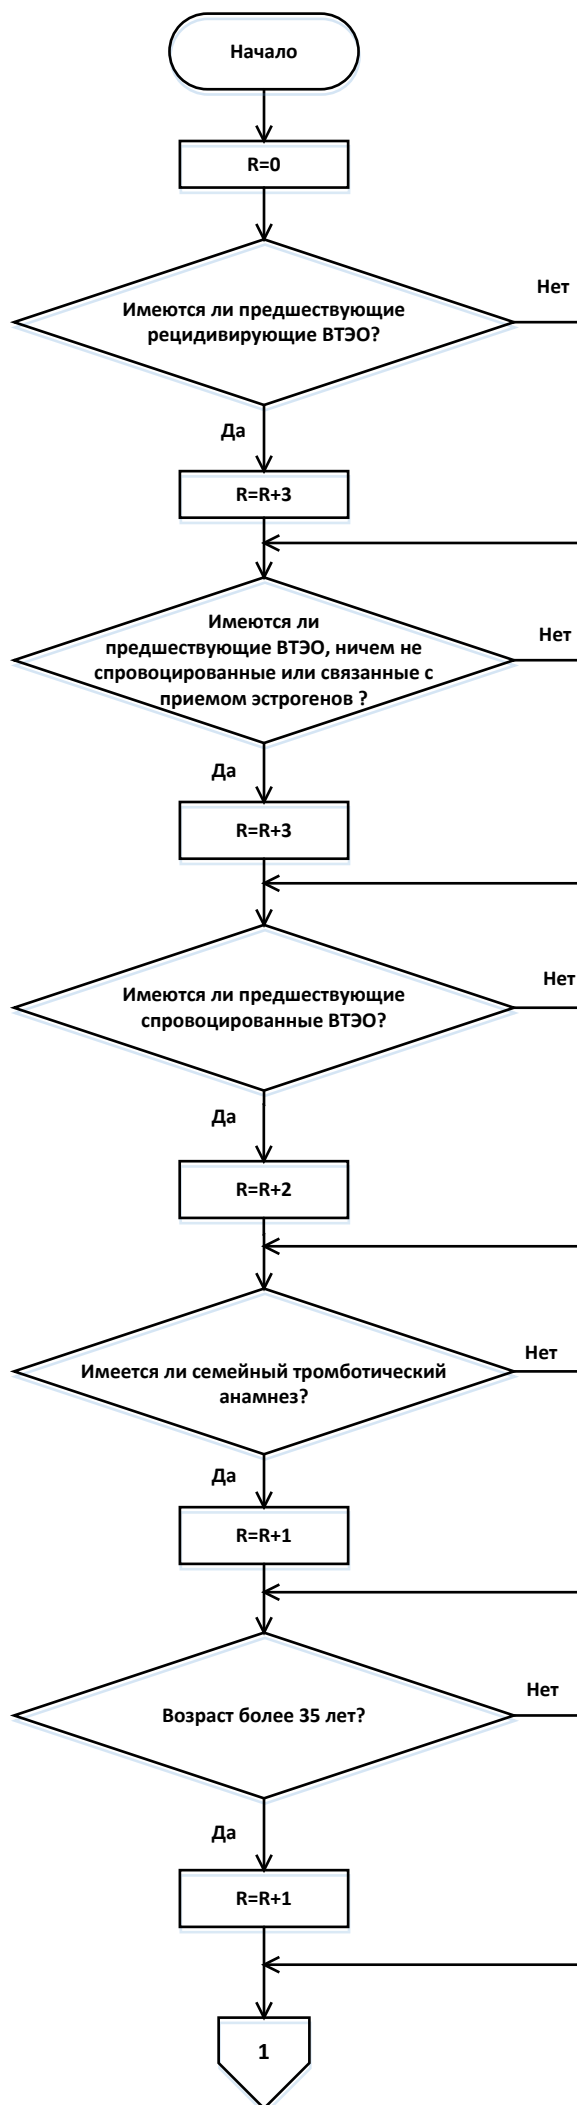 Начало
R=0
Имеются ли предшествующие
рецидивирующие ВТЭО?
Нет
Да
R=R+3
Имеются ли
предшествующие ВТЭО, ничем не
спровоцированные или связанные с
приемом эстрогенов ?
Нет
Да
R=R+3
Имеются ли предшествующие
спровоцированные ВТЭО?
Нет
Да
R=R+2
Имеется ли семейный тромботический
анамнез?
Нет
Да
R=R+1
Возраст более 35 лет?
Нет
Да
R=R+1
1